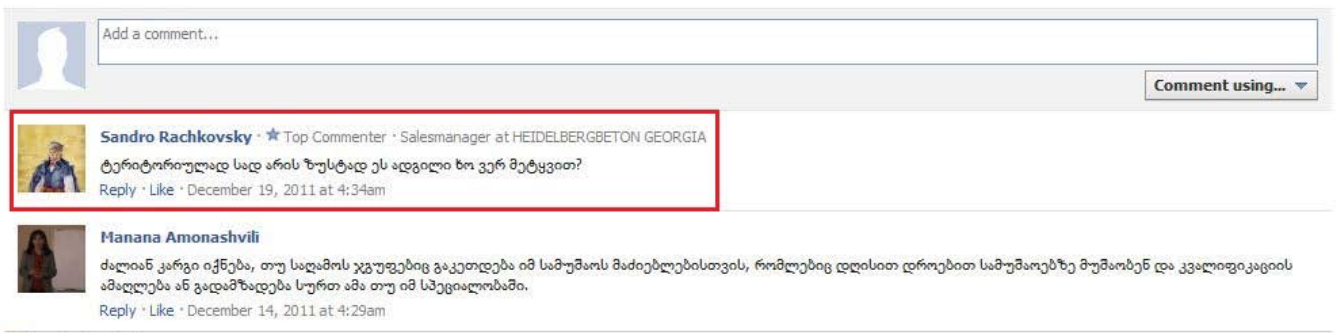 Add a comment...
Comment using...
Sandro Rachkovsky · Top Commenter · Salesmanager at HEIDELBERGBETON GEORGIA
ტერიტორიულად სად არის ზუსტად ეს ადგილი ხო ვერ მეტყვით?
Reply · Like · December 19, 2011 at 4:34am
Manana Amonashvili
ძალიან კარგი იქნება, თუ საღამოს ჯგუფებიც გაკეთდება იმ სამუშაოს მაძიებლებისთვის, რომლებიც დღისით დროებით სამუშაოებზე მუშაობენ და კვალიფიკაციის
ამაღლება ან გადამზადება სურთ ამა თუ იმ სპეციალობაში.
Reply · Like · December 14, 2011 at 4:29am